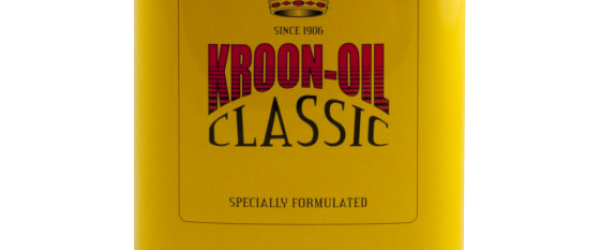 SINCE 1906
KROON-OIL
CLASSIC
SPECIALLY FORMULATED